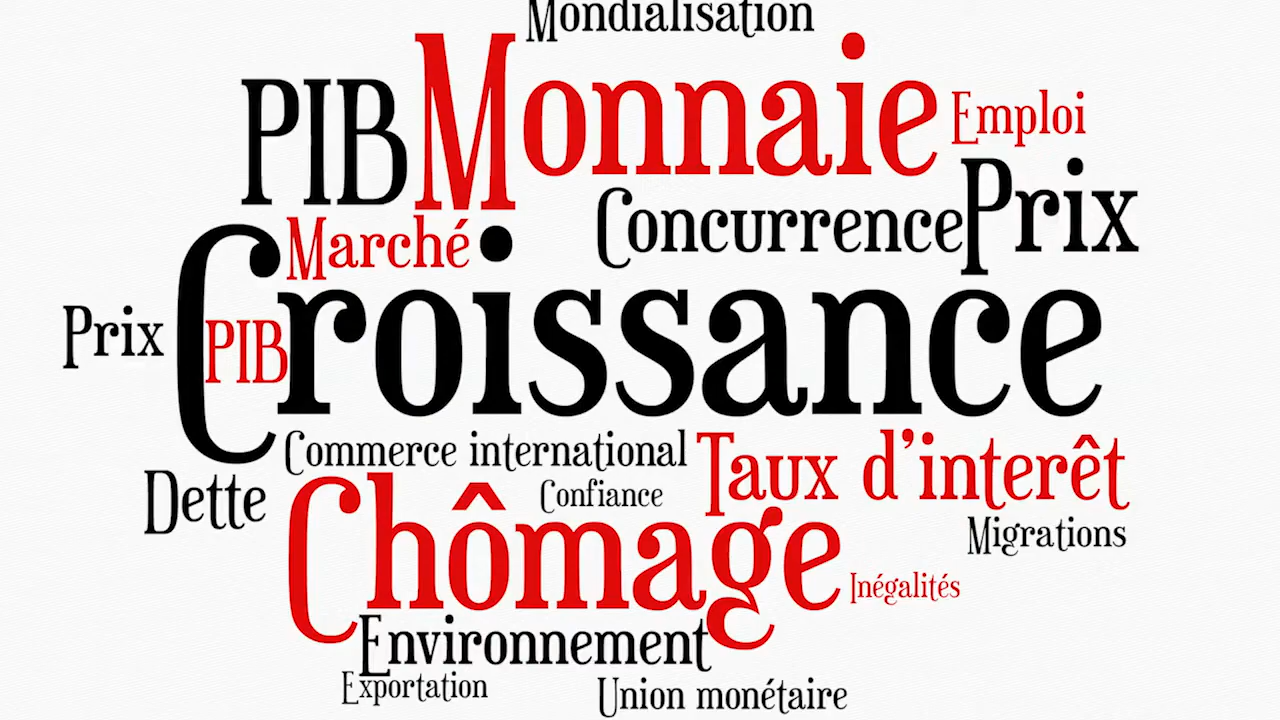 Mondialisation
PIB
Monnaie
Emploi
Concurrence
Prix
Marché
Croissance
Prix
PIB
Commerce international
Taux d'interêt
Dette
Confiance
Chômage
Migrations
Inégalités
Environnement
Exportation
Union monétaire